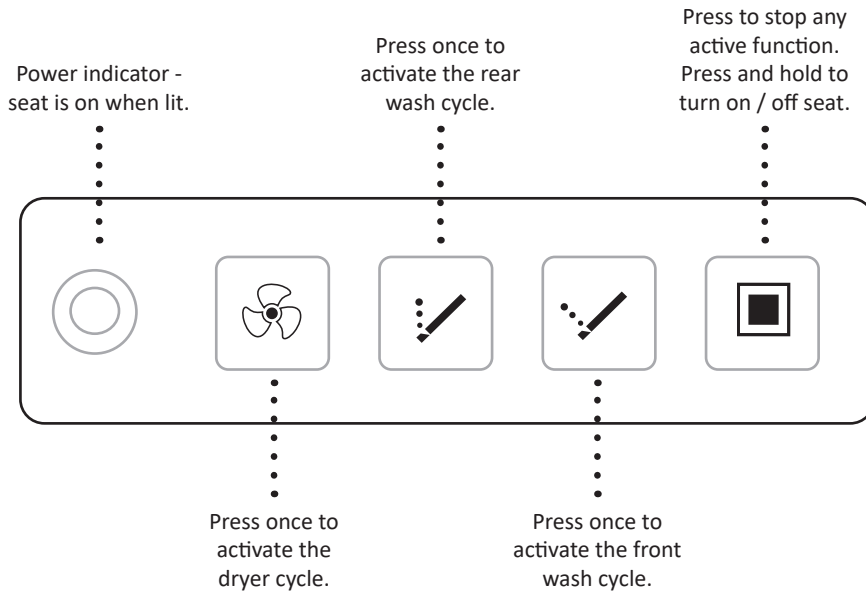 Power indicator -
seat is on when lit.
Press once to
activate the rear
wash cycle.
Press to stop any
active function.
Press and hold to
turn on / off seat.
Press once to
activate the
dryer cycle.
Press once to
activate the front
wash cycle.